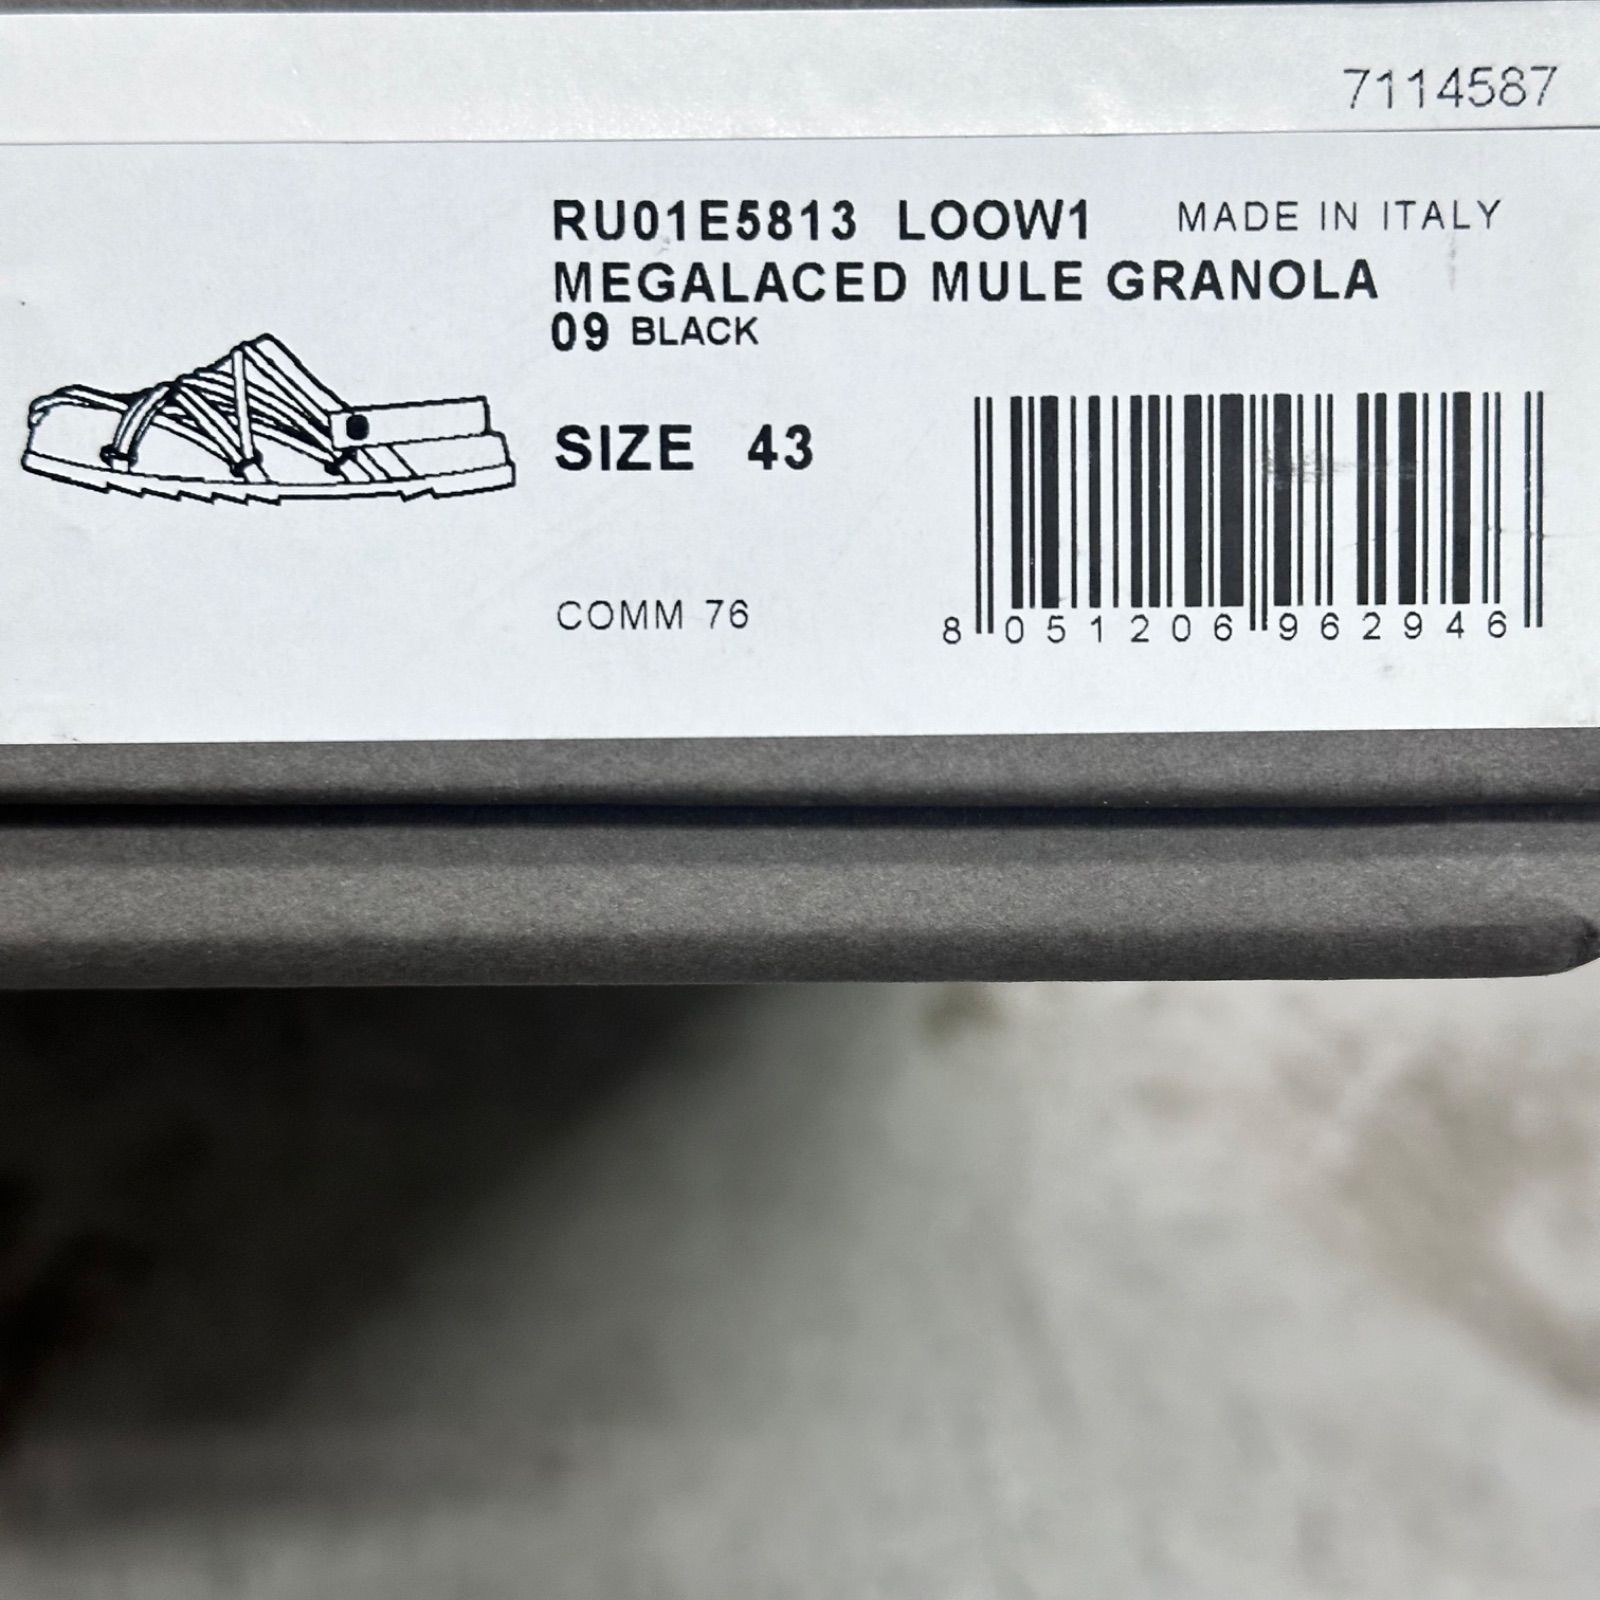 7114587
RU01E5813 LOOW1 MADE IN ITALY
MEGALACED MULE GRANOLA
09 BLACK
SIZE 43
COMM 76
8 051206 962946